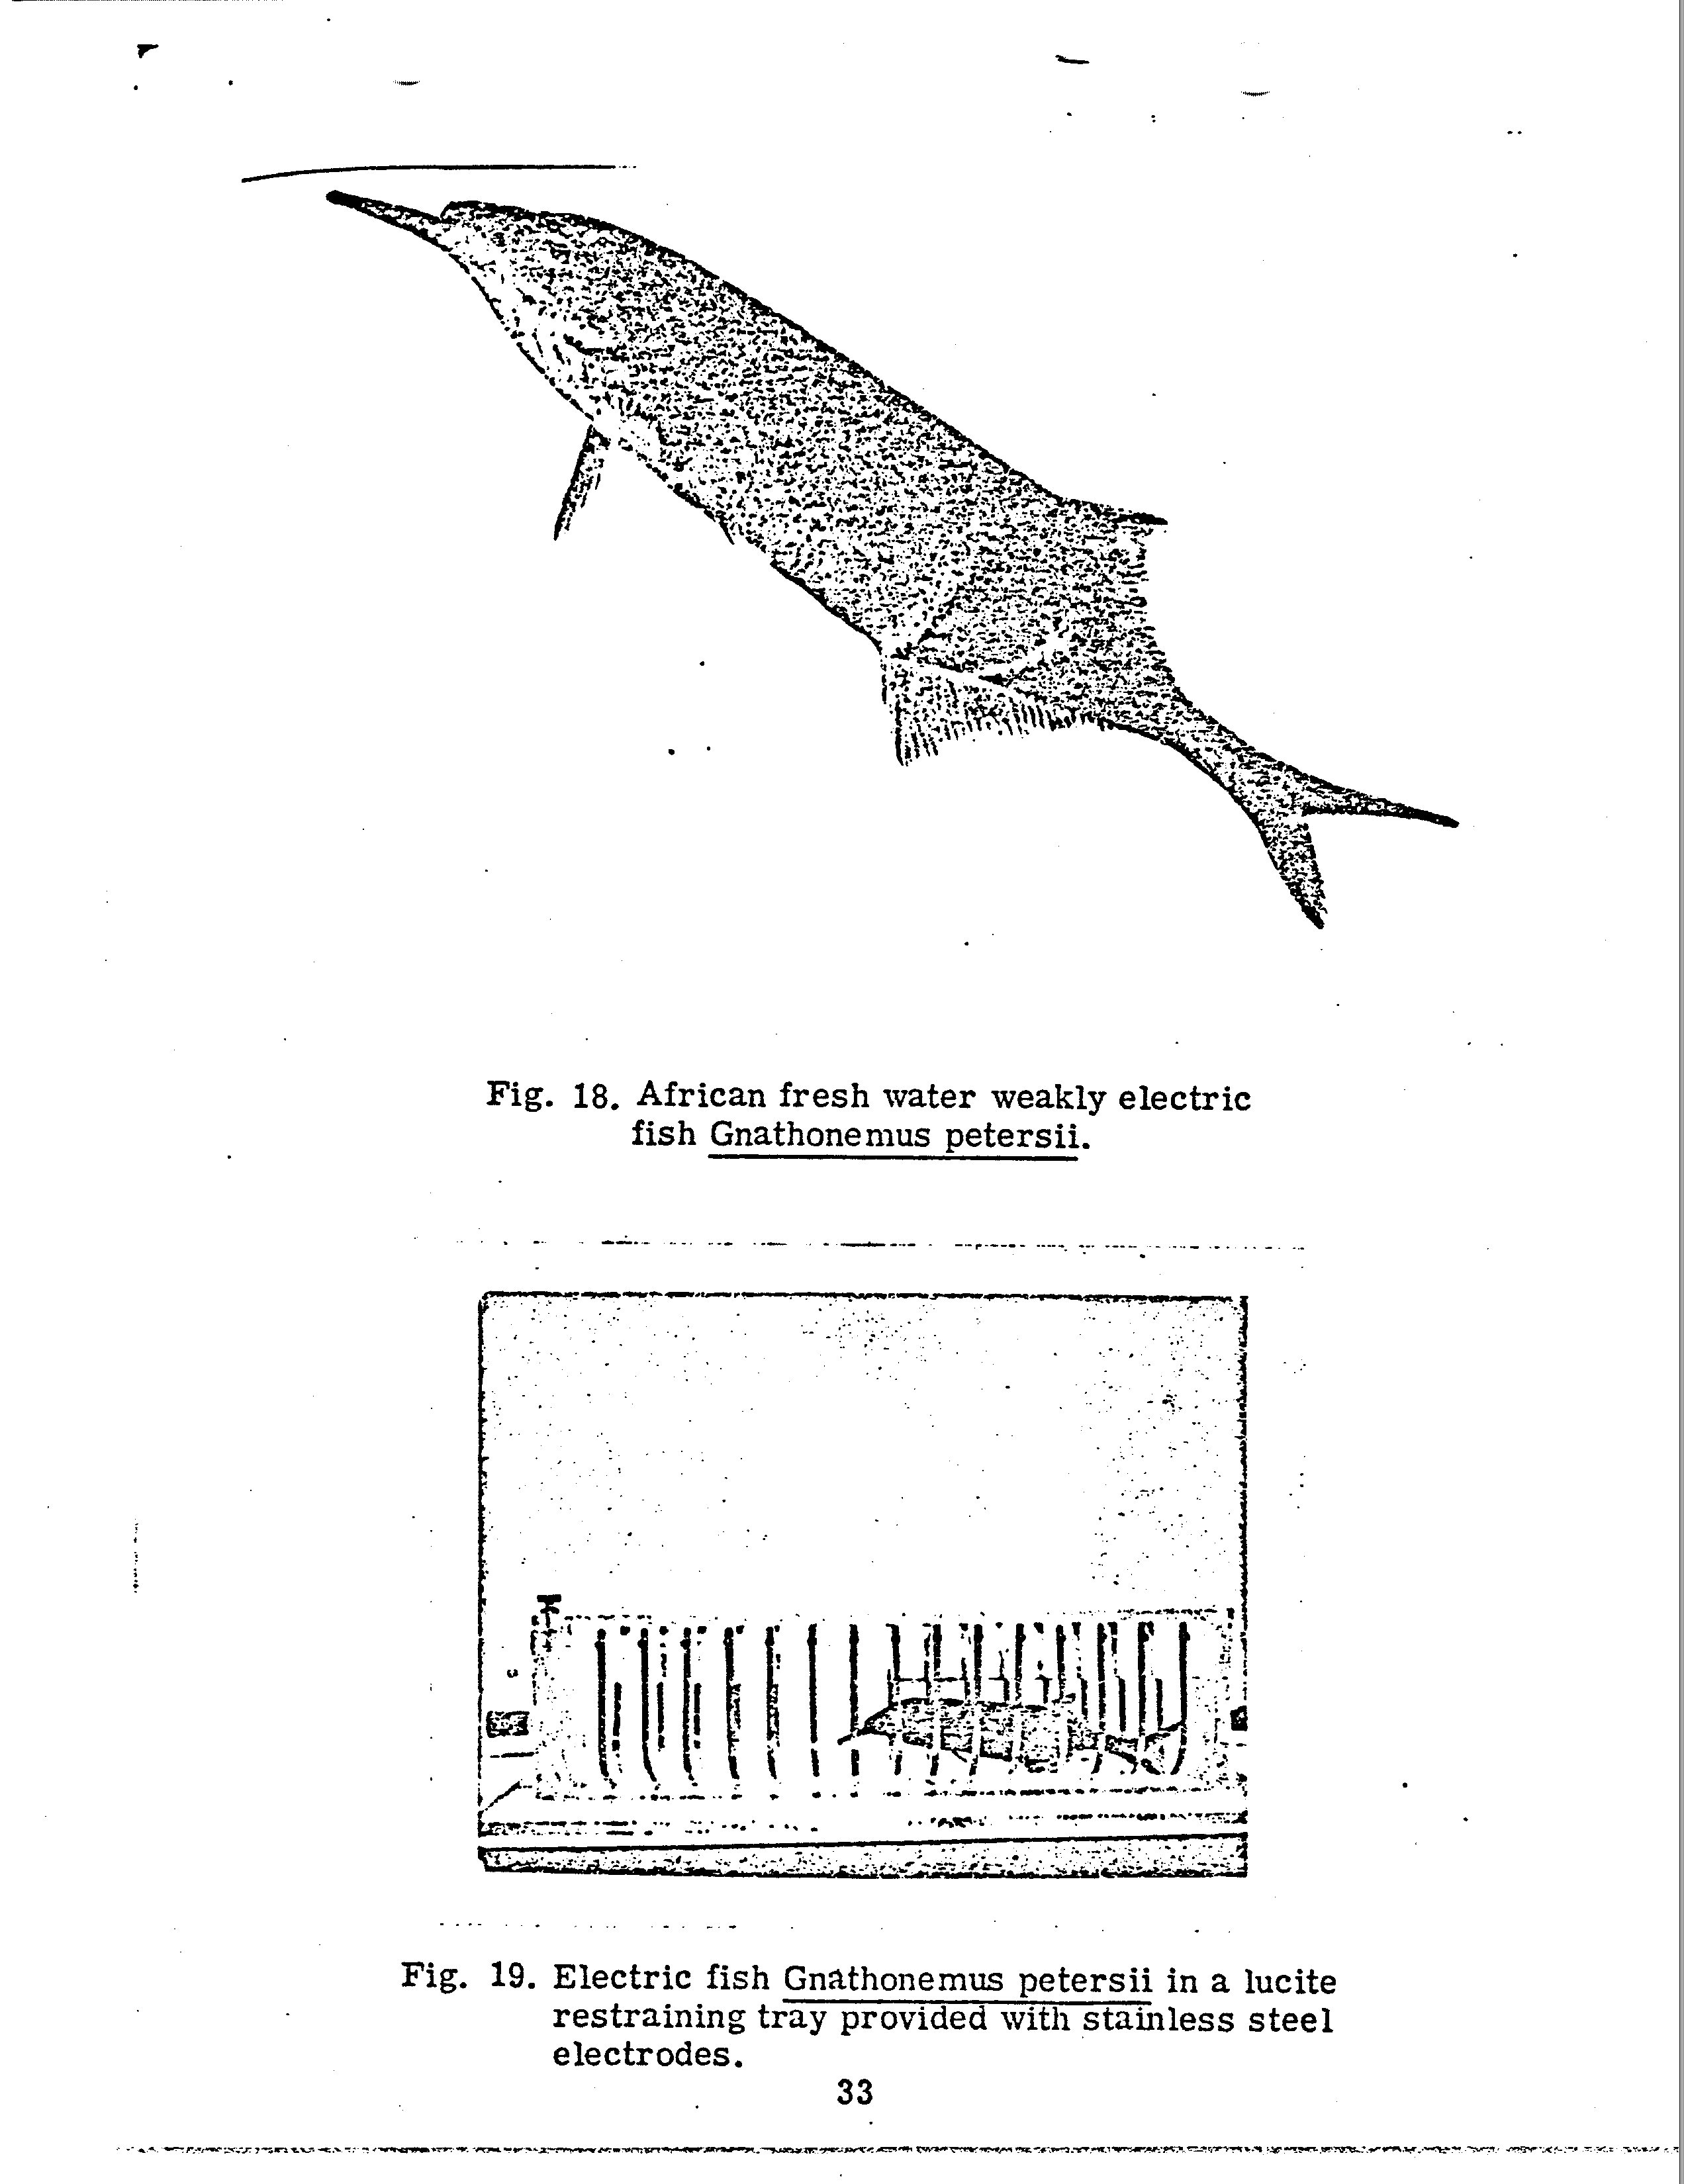 Fig. 18. African fresh water weakly electric
fish Gnathonemus petersii.
Fig. 19. Electric fish Gnathonemus petersii in a lucite
restraining tray provided with stainless steel
electrodes.
33